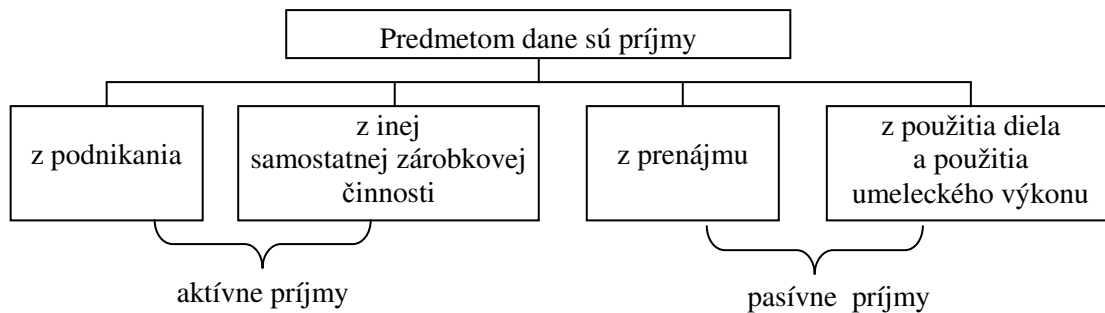 Predmetom dane sú príjmy
z podnikania
z inej
samostatnej zárobkovej
činnosti
z prenájmu
z použitia diela
a použitia
umeleckého výkonu
aktívne príjmy
pasívne príjmy